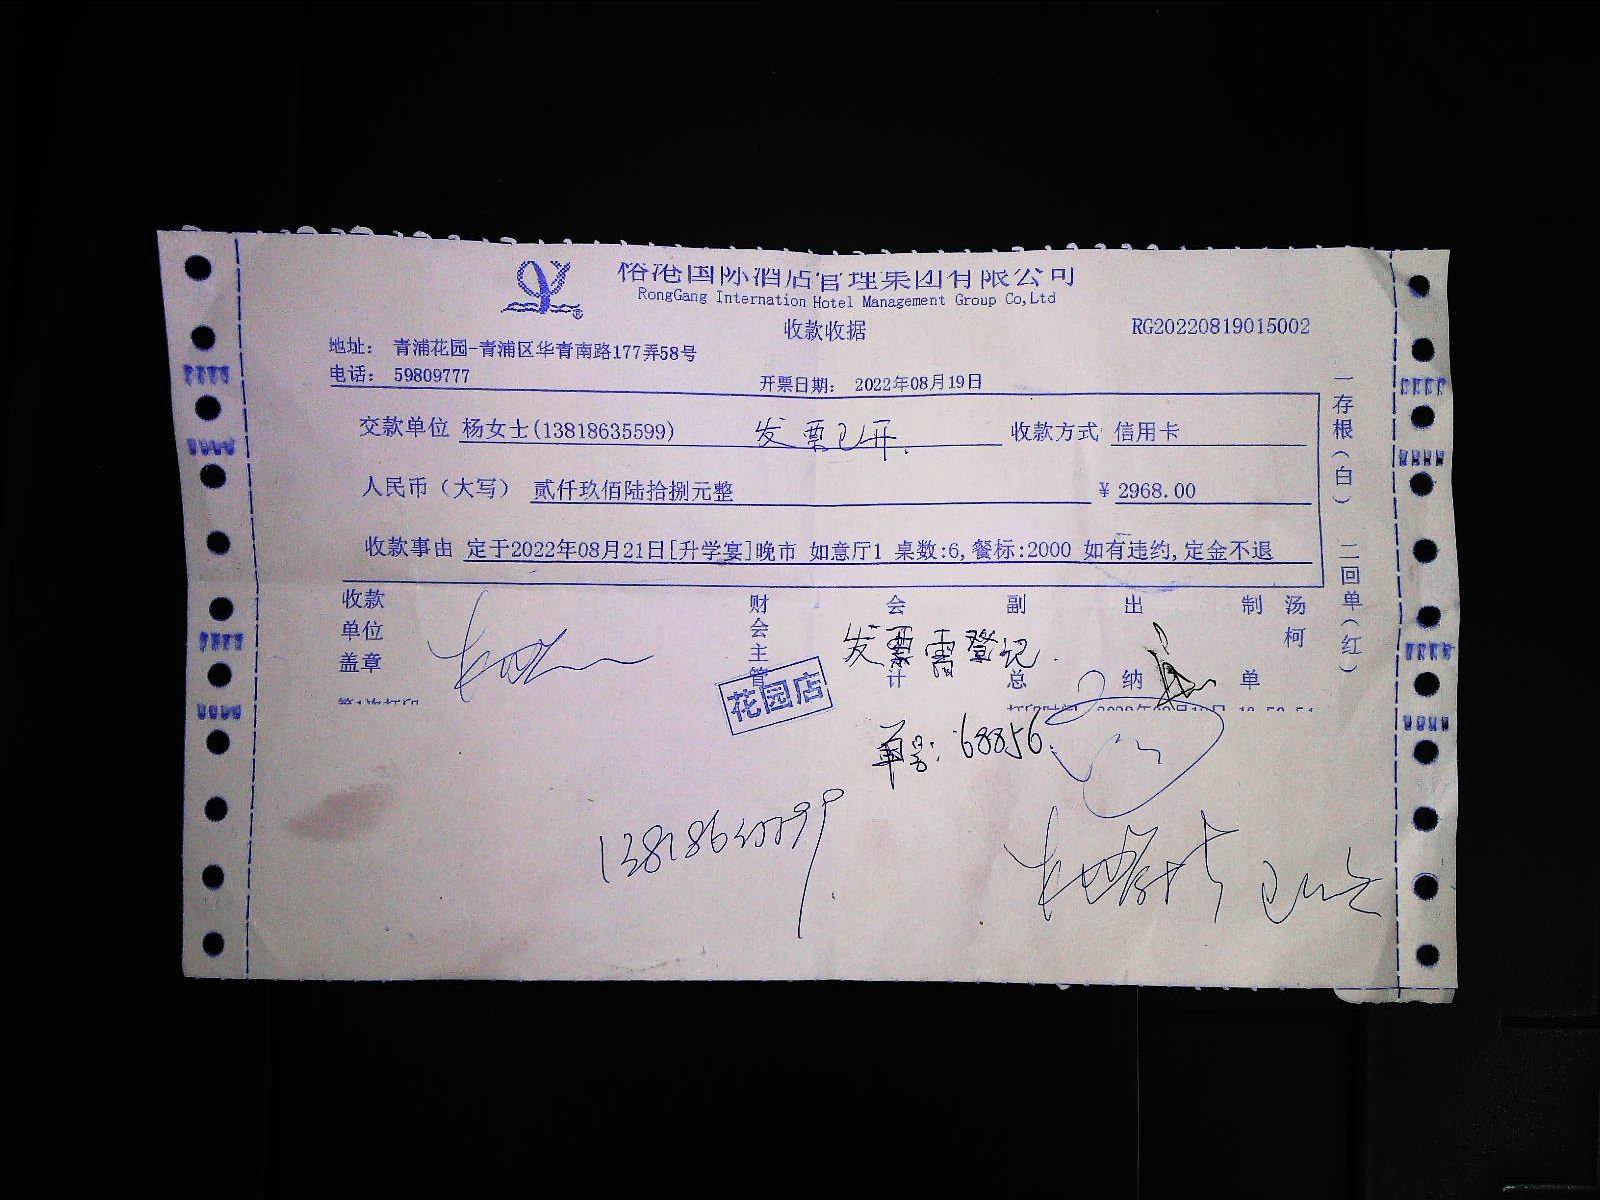 裕港国际酒店管理集团有限公司
RongGang Internation Hotel Management Group Co,Ltd
收款收据
RG20220819015002
地址： 青浦花园-青浦区华青南路177弄58号
电话： 59809777
开票日期： 2022年08月19日
交款单位 杨女士(13818635599) 发票已开. 收款方式 信用卡
人民币（大写） 贰仟玖佰陆拾捌元整 ¥ 2968.00
收款事由 定于2022年08月21日[升学宴]晚市 如意厅1 桌数:6,餐标:2000 如有违约,定金不退
一存根（白） 二回单（红）
收款单位盖章
财会主管
会计
副总
出纳
制单
汤柯
发票需登记.
花园店
单号: 68856.